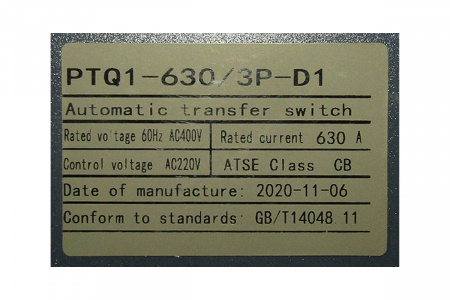 PTQ1-630/3P-D1
Automatic transfer switch
Rated voltage 60Hz AC400V Rated current 630 A
Control voltage AC220V ATSE Class CB
Date of manufacture: 2020-11-06
Conform to standards: GB/T14048 11